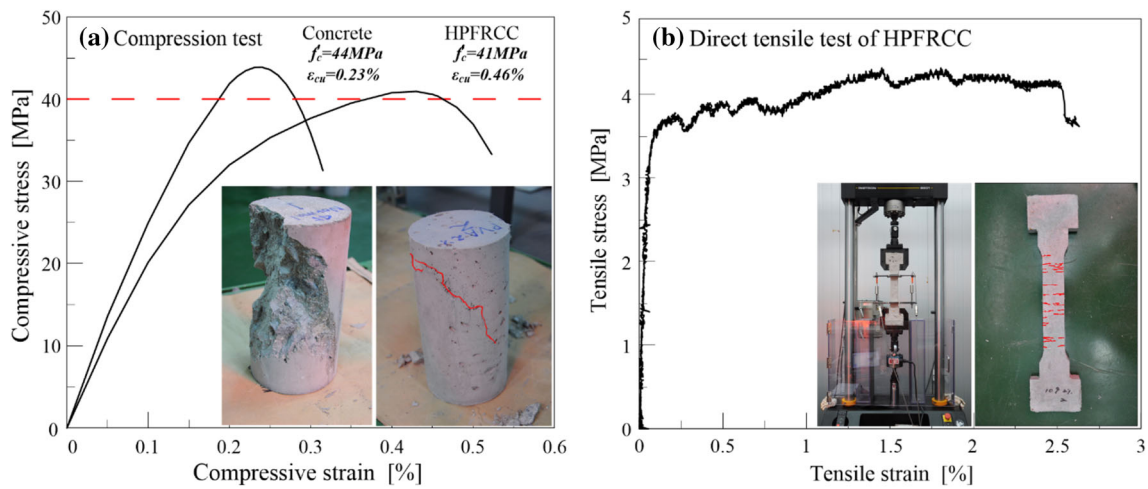 (a) Compression test
Concrete
f'c=44MPa
εcu=0.23%
HPFRCC
f'c=41MPa
εcu=0.46%
Compressive stress [MPa]
50
40
30
20
10
0
0
0.1
0.2
0.3
0.4
0.5
0.6
Compressive strain [%]
(b) Direct tensile test of HPFRCC
Tensile stress [MPa]
5
4
3
2
1
0
0
0.5
1
1.5
2
2.5
3
Tensile strain [%]